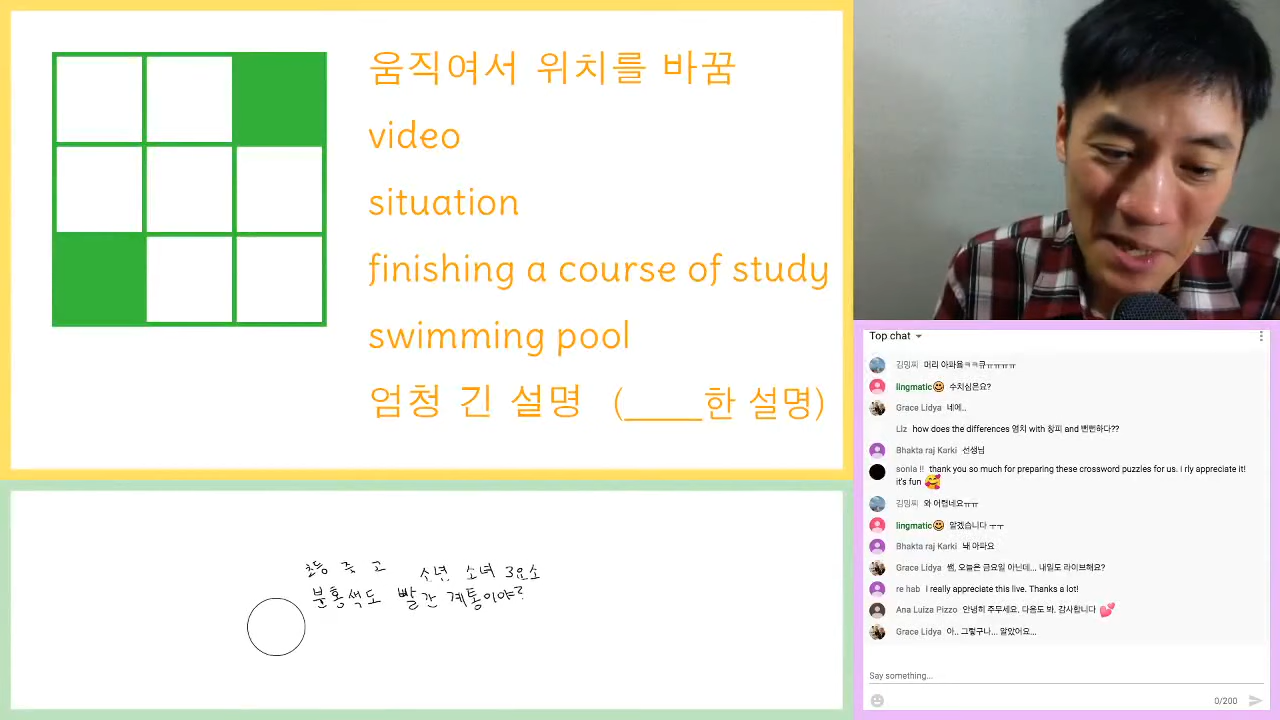 움직여서 위치를 바꿈
video
situation
finishing a course of study
swimming pool
엄청 긴 설명 (____한 설명)
초등 중 고 소년 소녀 3요소
분홍색도 빨간 계통이야?
Top chat
김밍찌 머리 아파욬ㅋㅋ큐ㅠㅠㅠㅠ
lingmatic 수치심은요?
Grace Lidya 네에..
Liz how does the differences 염치 with 창피 and 뻔뻔하다??
Bhakta raj Karki 선생님
sonia !! thank you so much for preparing these crossword puzzles for us. i rly appreciate it!
it's fun
김밍찌 와 어렵네요ㅠㅠ
lingmatic 알겠습니다 ㅜㅜ
Bhakta raj Karki 놰 아파요
Grace Lidya 쌤, 오늘은 금요일 아닌데... 내일도 라이브해요?
re hab i really appreciate this live. Thanks a lot!
Ana Luiza Pizzo 안녕히 주무세요. 다음도 봐. 감사합니다
Grace Lidya 아.. 그렇구나... 알았어요...
Say something...
0/200